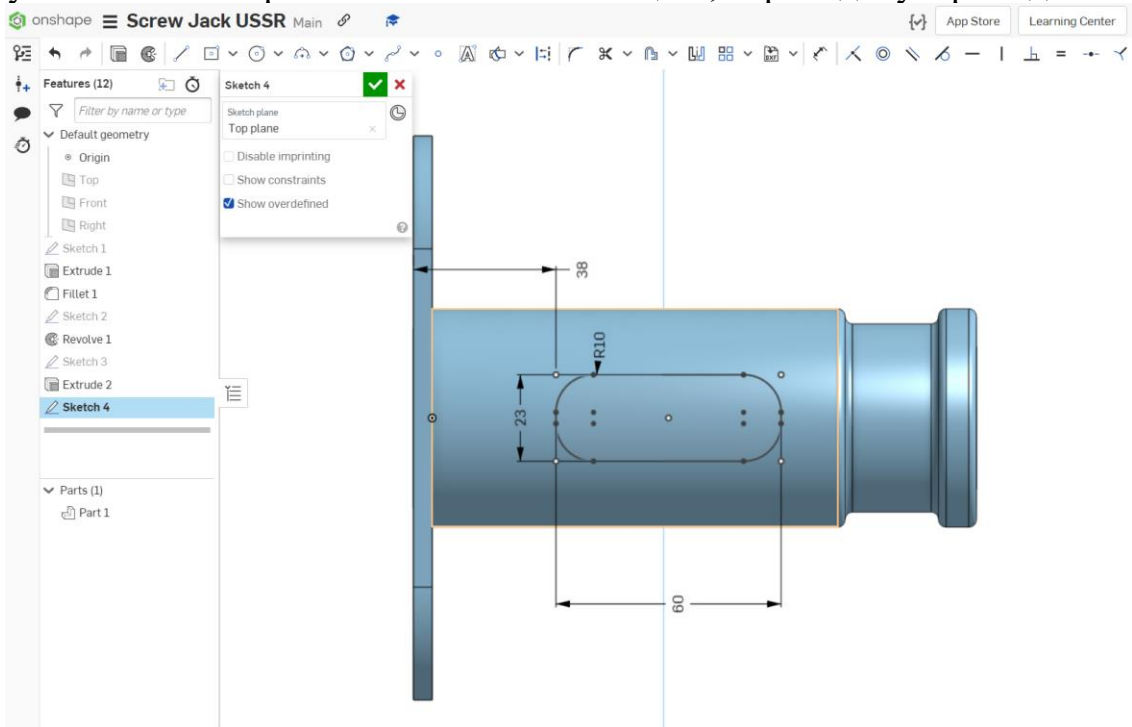 onshape Screw Jack USSR Main App Store Learning Center
Features (12)
Filter by name or type
Default geometry
Origin
Top
Front
Right
Sketch 1
Extrude 1
Fillet 1
Sketch 2
Revolve 1
Sketch 3
Extrude 2
Sketch 4
Parts (1)
Part 1
Sketch 4
Sketch plane
Top plane
Disable imprinting
Show constraints
Show overdefined
38
R10
23
60